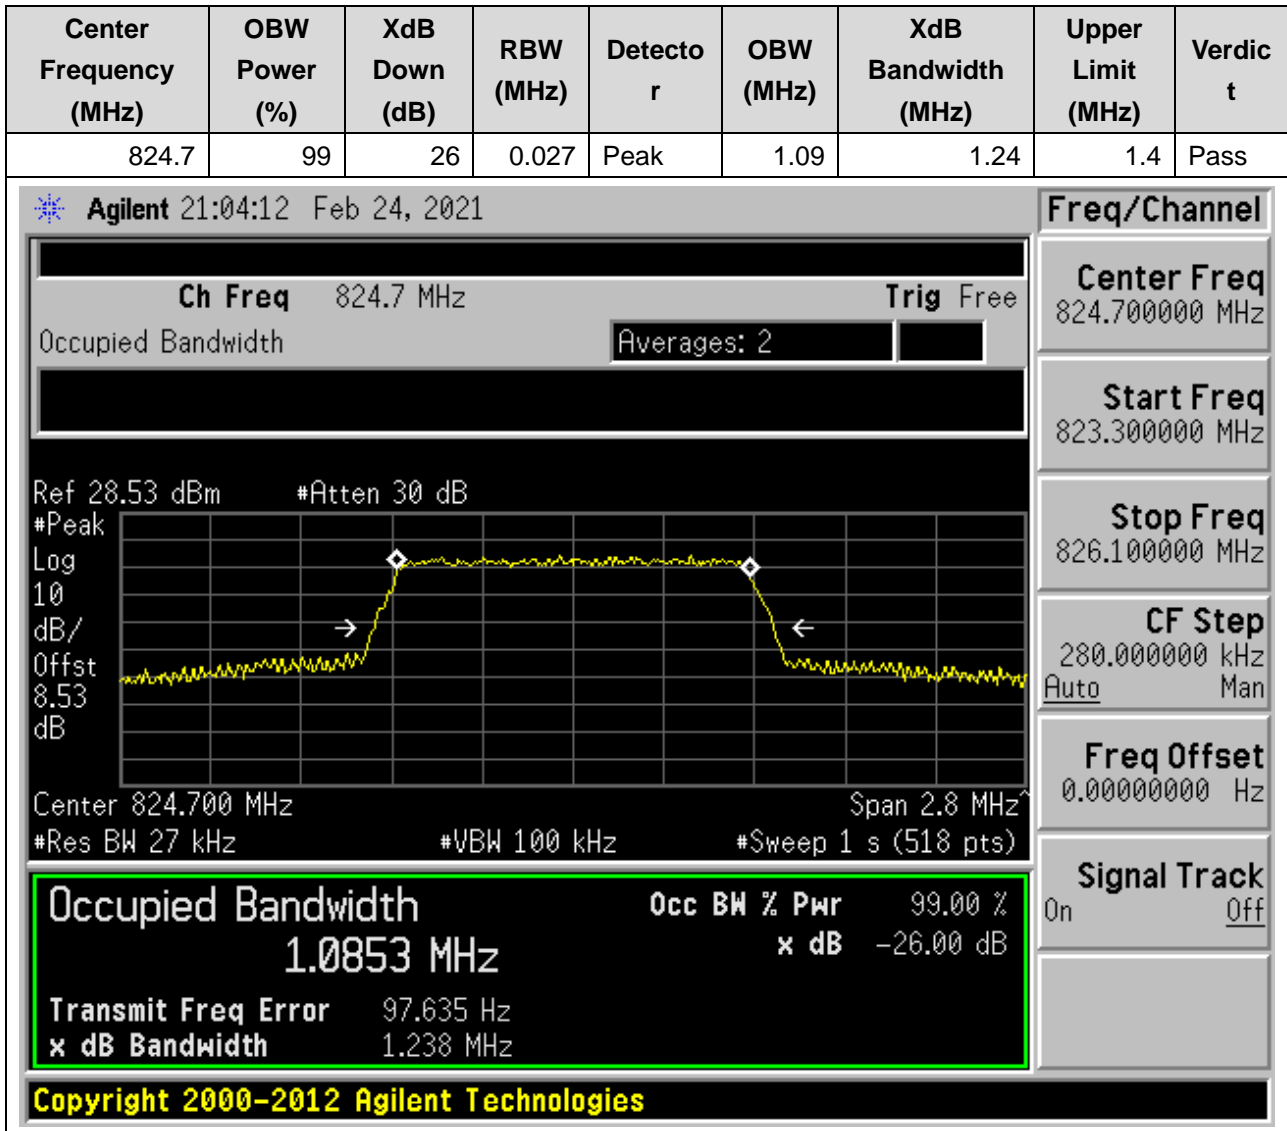 Center Frequency (MHz) OBW Power (%) XdB Down (dB) RBW (MHz) Detecto r OBW (MHz) XdB Bandwidth (MHz) Upper Limit (MHz) Verdic t
824.7 99 26 0.027 Peak 1.09 1.24 1.4 Pass
Agilent 21:04:12 Feb 24, 2021
Ch Freq 824.7 MHz Trig Free
Occupied Bandwidth Averages: 2
Ref 28.53 dBm #Atten 30 dB
#Peak
Log
10
dB/
Offst
8.53
dB
Center 824.700 MHz Span 2.8 MHz^
#Res BW 27 kHz #VBW 100 kHz #Sweep 1 s (518 pts)
Occupied Bandwidth Occ BW % Pwr 99.00 %
1.0853 MHz x dB -26.00 dB
Transmit Freq Error 97.635 Hz
x dB Bandwidth 1.238 MHz
Copyright 2000-2012 Agilent Technologies
Freq/Channel
Center Freq
824.700000 MHz
Start Freq
823.300000 MHz
Stop Freq
826.100000 MHz
CF Step
280.000000 kHz
Auto Man
Freq Offset
0.00000000 Hz
Signal Track
On Off